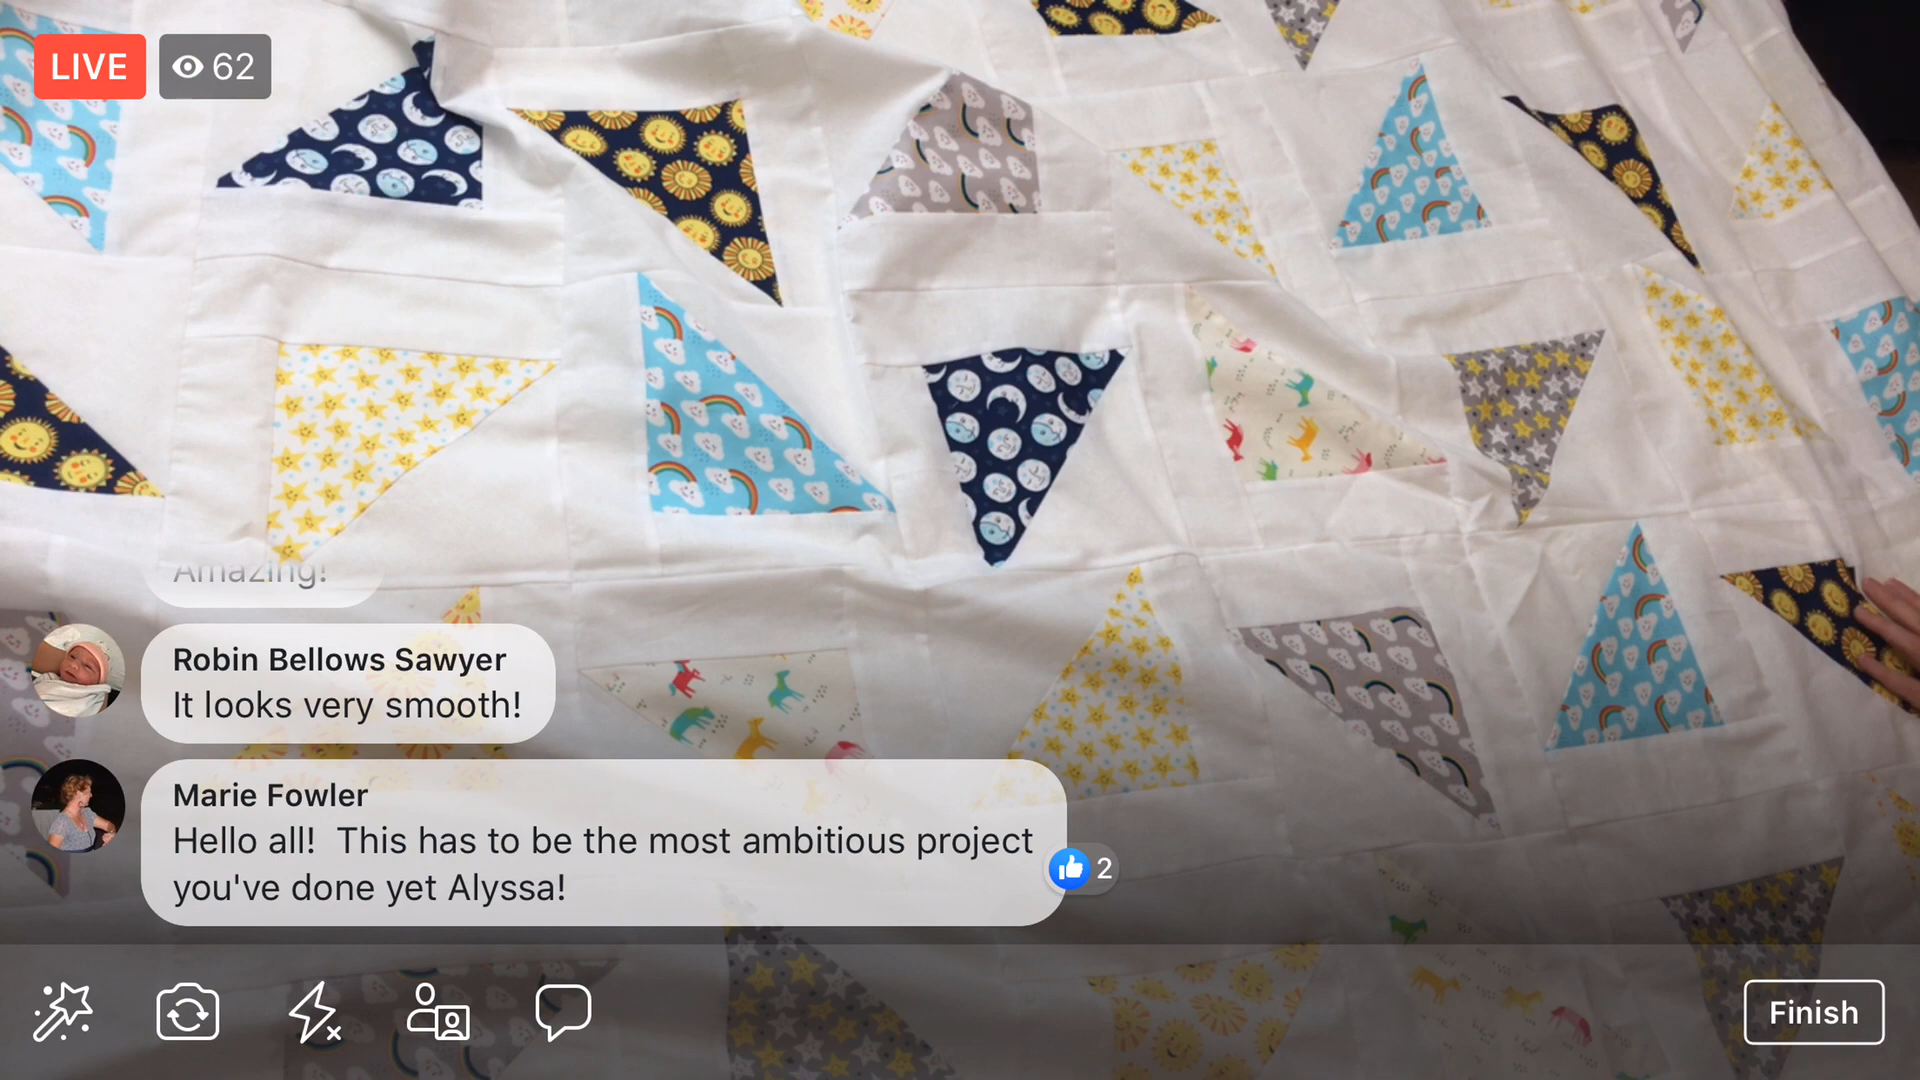 LIVE 62
Amazing!
Robin Bellows Sawyer
It looks very smooth!
Marie Fowler
Hello all!  This has to be the most ambitious project
you've done yet Alyssa!
2
Finish